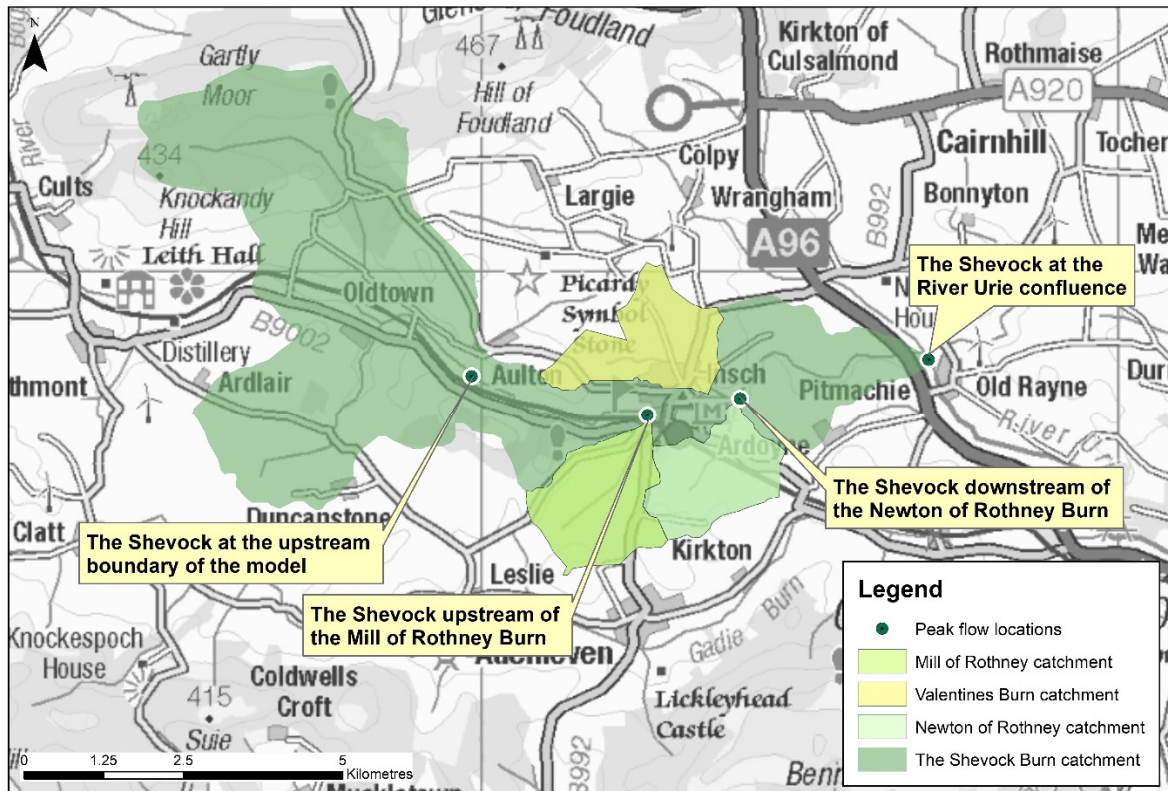 N
Gartly
Moor
467
Foudland
Hill of
Foudland
Kirkton of
Culsalmond
Rothmaise
A920
Cairnhill
Colpy
Largie
Wrangham
Bonnyton
B992
A96
434
Cults
River
Knockandy
Hill
Leith Hall
Oldtown
B9002
Picardy
Symbol
Stone
The Shevock at the
River Urie confluence
Distillery
Ardlair
Aulton
Pitmachie
Old Rayne
River
Clatt
Duncanstone
Leslie
Kirkton
The Shevock at the upstream
boundary of the model
The Shevock upstream of
the Mill of Rothney Burn
The Shevock downstream of
the Newton of Rothney Burn
Knockespoch
House
Coldwells
Croft
415
Suie
Gadie Burn
Lickleyhead
Castle
B992
Legend
Peak flow locations
Mill of Rothney catchment
Valentines Burn catchment
Newton of Rothney catchment
The Shevock Burn catchment
0 1.25 2.5 5
Kilometres